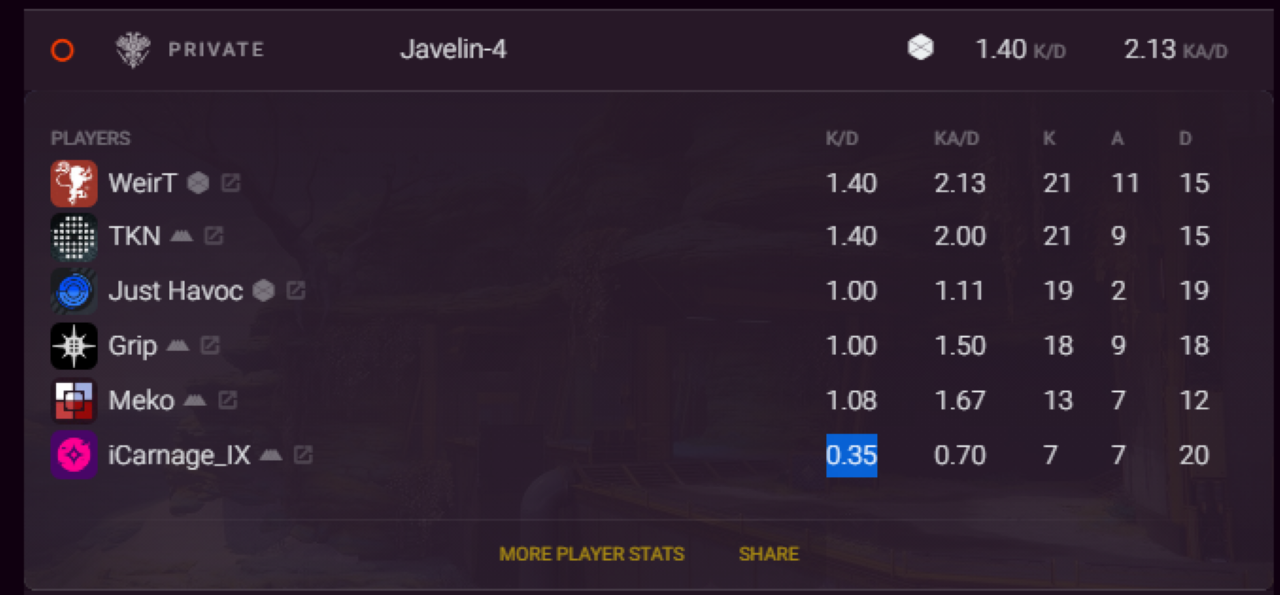 PRIVATE Javelin-4 1.40 K/D 2.13 KA/D
PLAYERS K/D KA/D K A D
WeirT 1.40 2.13 21 11 15
TKN 1.40 2.00 21 9 15
Just Havoc 1.00 1.11 19 2 19
Grip 1.00 1.50 18 9 18
Meko 1.08 1.67 13 7 12
iCarnage_IX 0.35 0.70 7 7 20
MORE PLAYER STATS SHARE